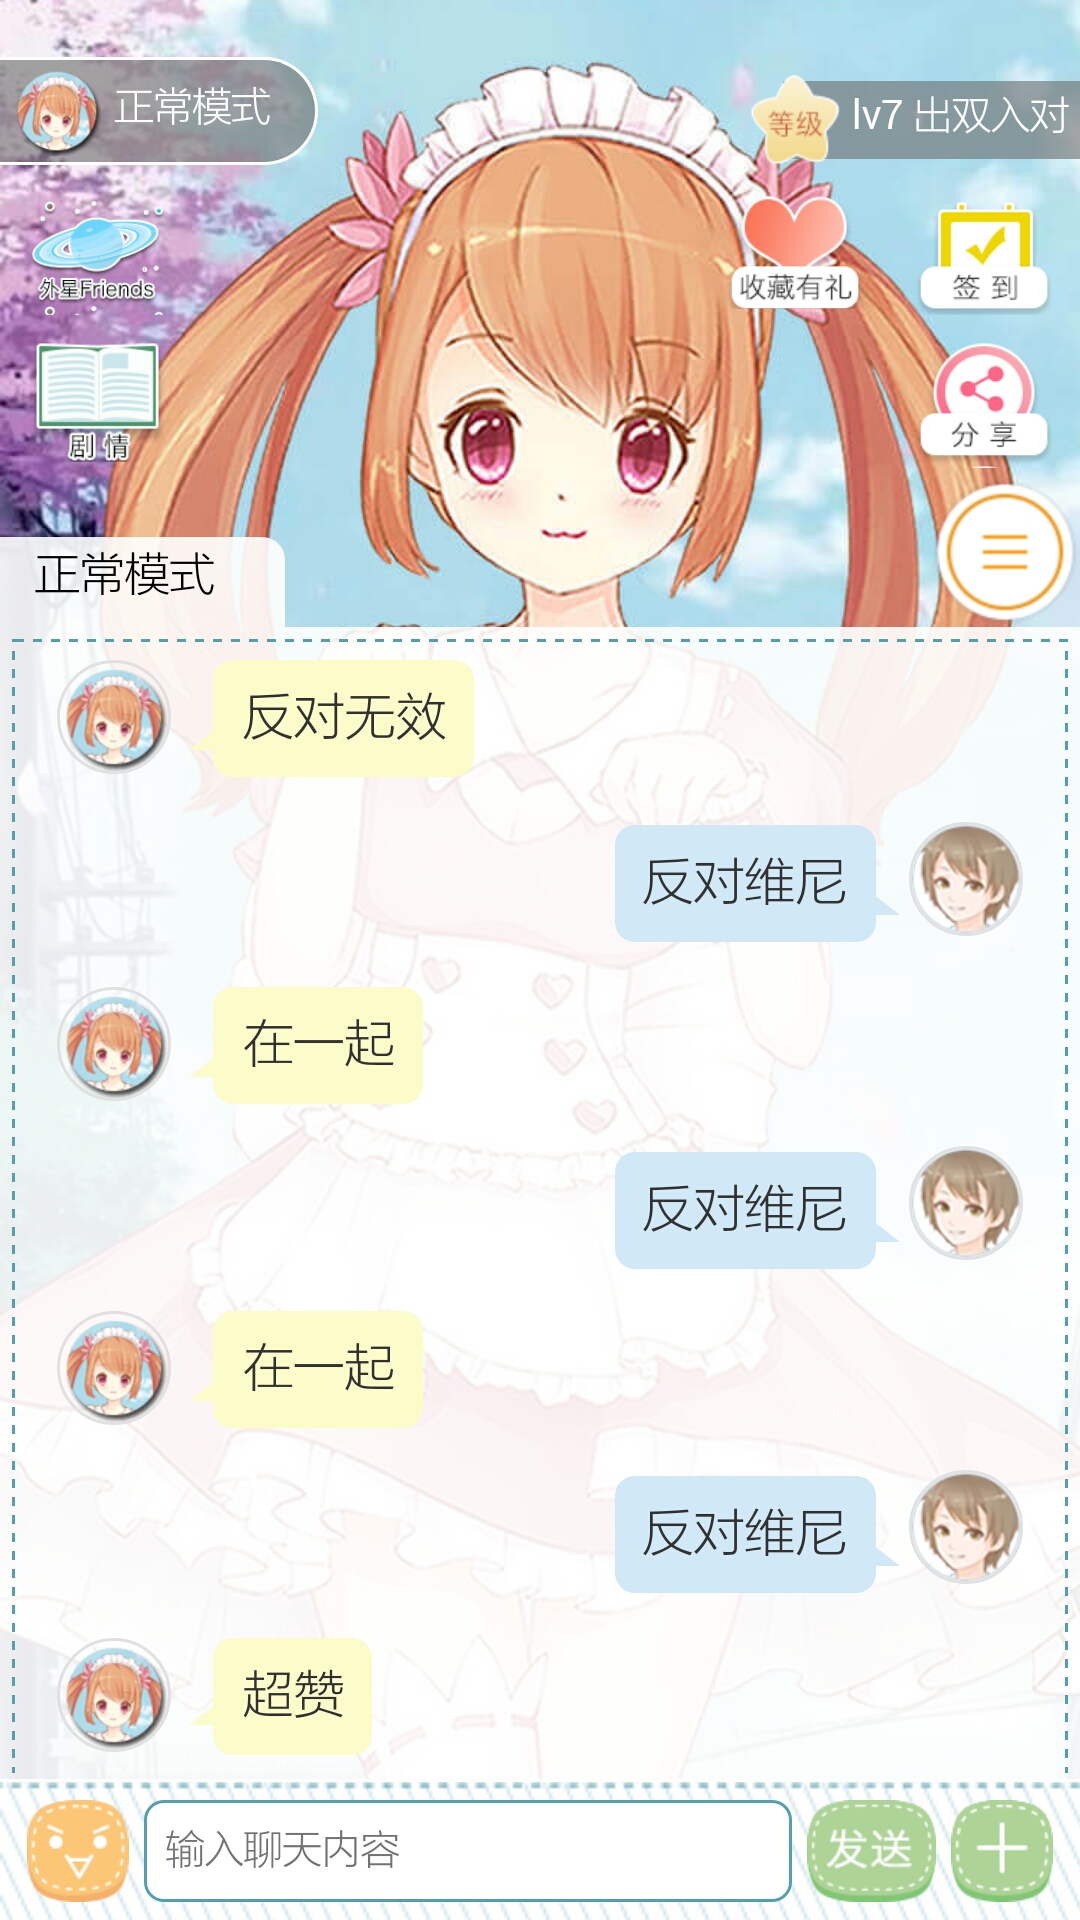 正常模式
等级
lv7 出双入对
外星Friends
收藏有礼
签到
剧情
分享
正常模式
反对无效
反对维尼
在一起
反对维尼
在一起
反对维尼
超赞
输入聊天内容
发送